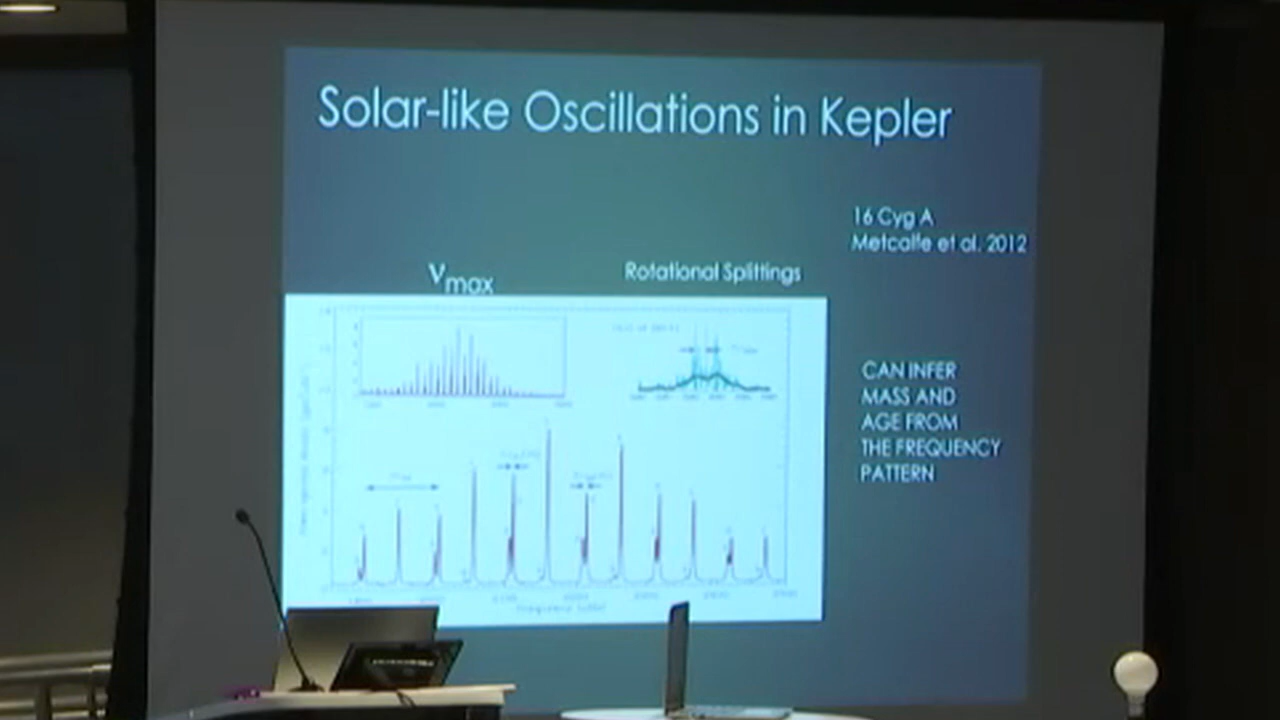 Solar-like Oscillations in Kepler
16 Cyg A
Metcalfe et al. 2012
νmax
Rotational Splittings
CAN INFER
MASS AND
AGE FROM
THE FREQUENCY
PATTERN